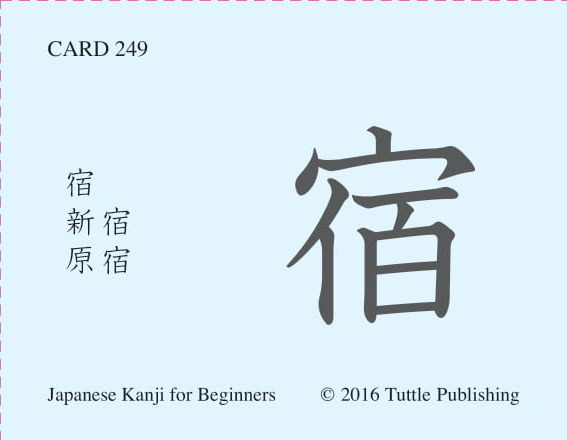 CARD 249
宿
新宿
原宿
宿
Japanese Kanji for Beginners © 2016 Tuttle Publishing